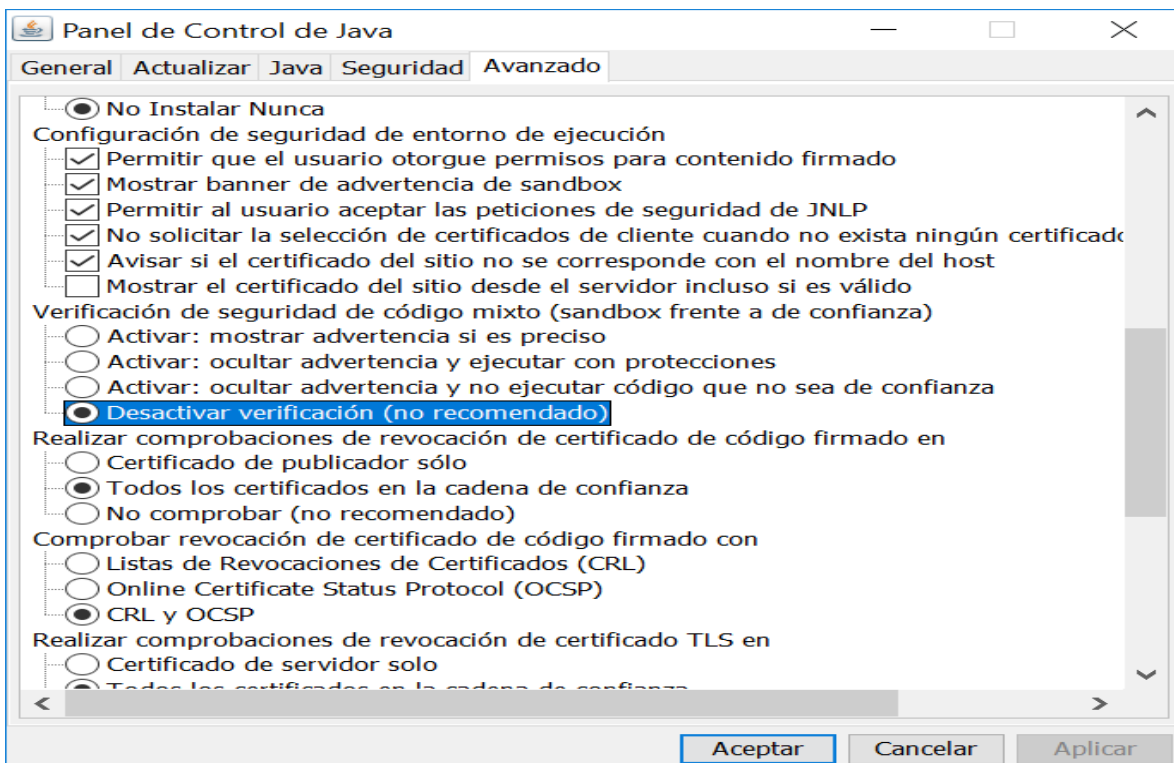 Panel de Control de Java
General Actualizar Java Seguridad Avanzado
No Instalar Nunca
Configuración de seguridad de entorno de ejecución
Permitir que el usuario otorgue permisos para contenido firmado
Mostrar banner de advertencia de sandbox
Permitir al usuario aceptar las peticiones de seguridad de JNLP
No solicitar la selección de certificados de cliente cuando no exista ningún certificado
Avisar si el certificado del sitio no se corresponde con el nombre del host
Mostrar el certificado del sitio desde el servidor incluso si es válido
Verificación de seguridad de código mixto (sandbox frente a de confianza)
Activar: mostrar advertencia si es preciso
Activar: ocultar advertencia y ejecutar con protecciones
Activar: ocultar advertencia y no ejecutar código que no sea de confianza
Desactivar verificación (no recomendado)
Realizar comprobaciones de revocación de certificado de código firmado en
Certificado de publicador sólo
Todos los certificados en la cadena de confianza
No comprobar (no recomendado)
Comprobar revocación de certificado de código firmado con
Listas de Revocaciones de Certificados (CRL)
Online Certificate Status Protocol (OCSP)
CRL y OCSP
Realizar comprobaciones de revocación de certificado TLS en
Certificado de servidor solo
Todos los certificados en la cadena de confianza
Aceptar Cancelar Aplicar